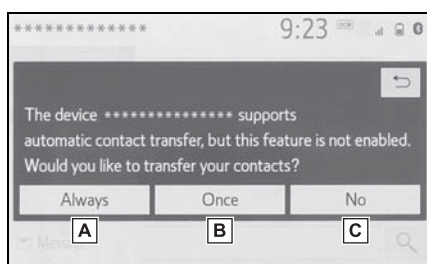 *************
9:23
The device *************** supports
automatic contact transfer, but this feature is not enabled.
Would you like to transfer your contacts?
Always Once No
A B C